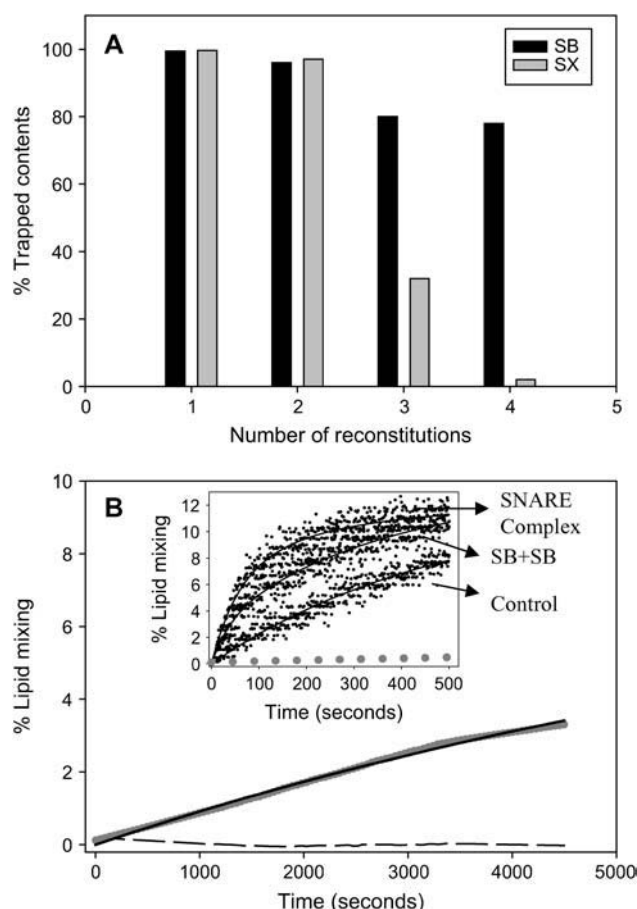 A
SB
SX
100
80
60
40
20
0
% Trapped contents
0 1 2 3 4 5
Number of reconstitutions
B
10
8
6
4
2
0
% Lipid mixing
12
10
8
6
4
2
0
% Lipid mixing
SNARE
Complex
SB+SB
Control
0 100 200 300 400 500
Time (seconds)
0 1000 2000 3000 4000 5000
Time (seconds)